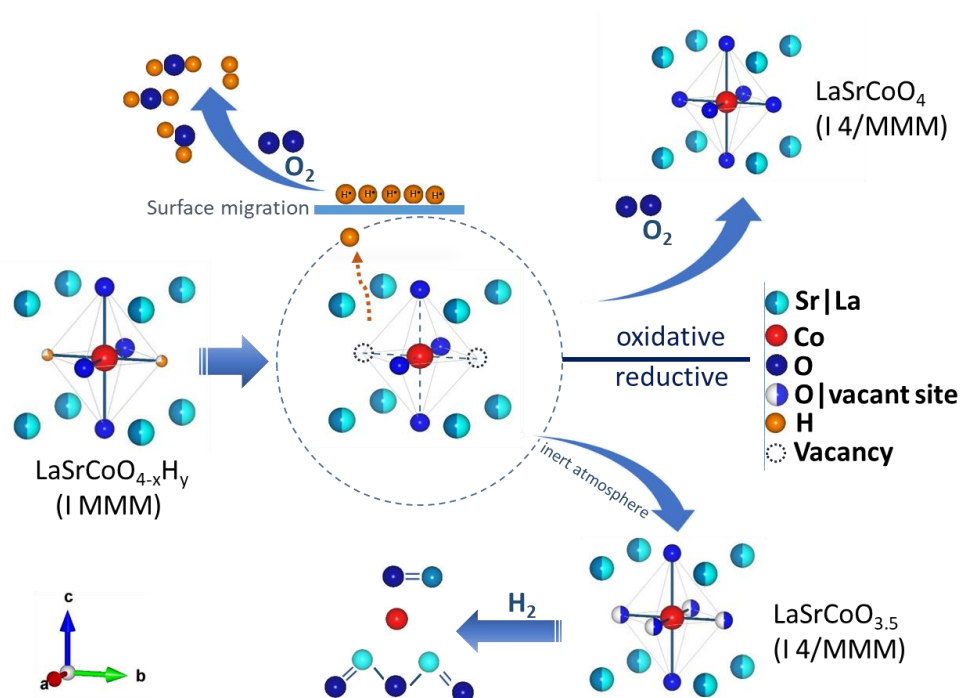 O₂
Surface migration
H• H• H• H• H•
LaSrCoO₄
(I 4/MMM)
O₂
LaSrCoO₄₋ₓHᵧ
(I MMM)
oxidative
reductive
Sr|La
Co
O
O|vacant site
H
Vacancy
inert atmosphere
H₂
LaSrCoO₃.₅
(I 4/MMM)
c
a
b